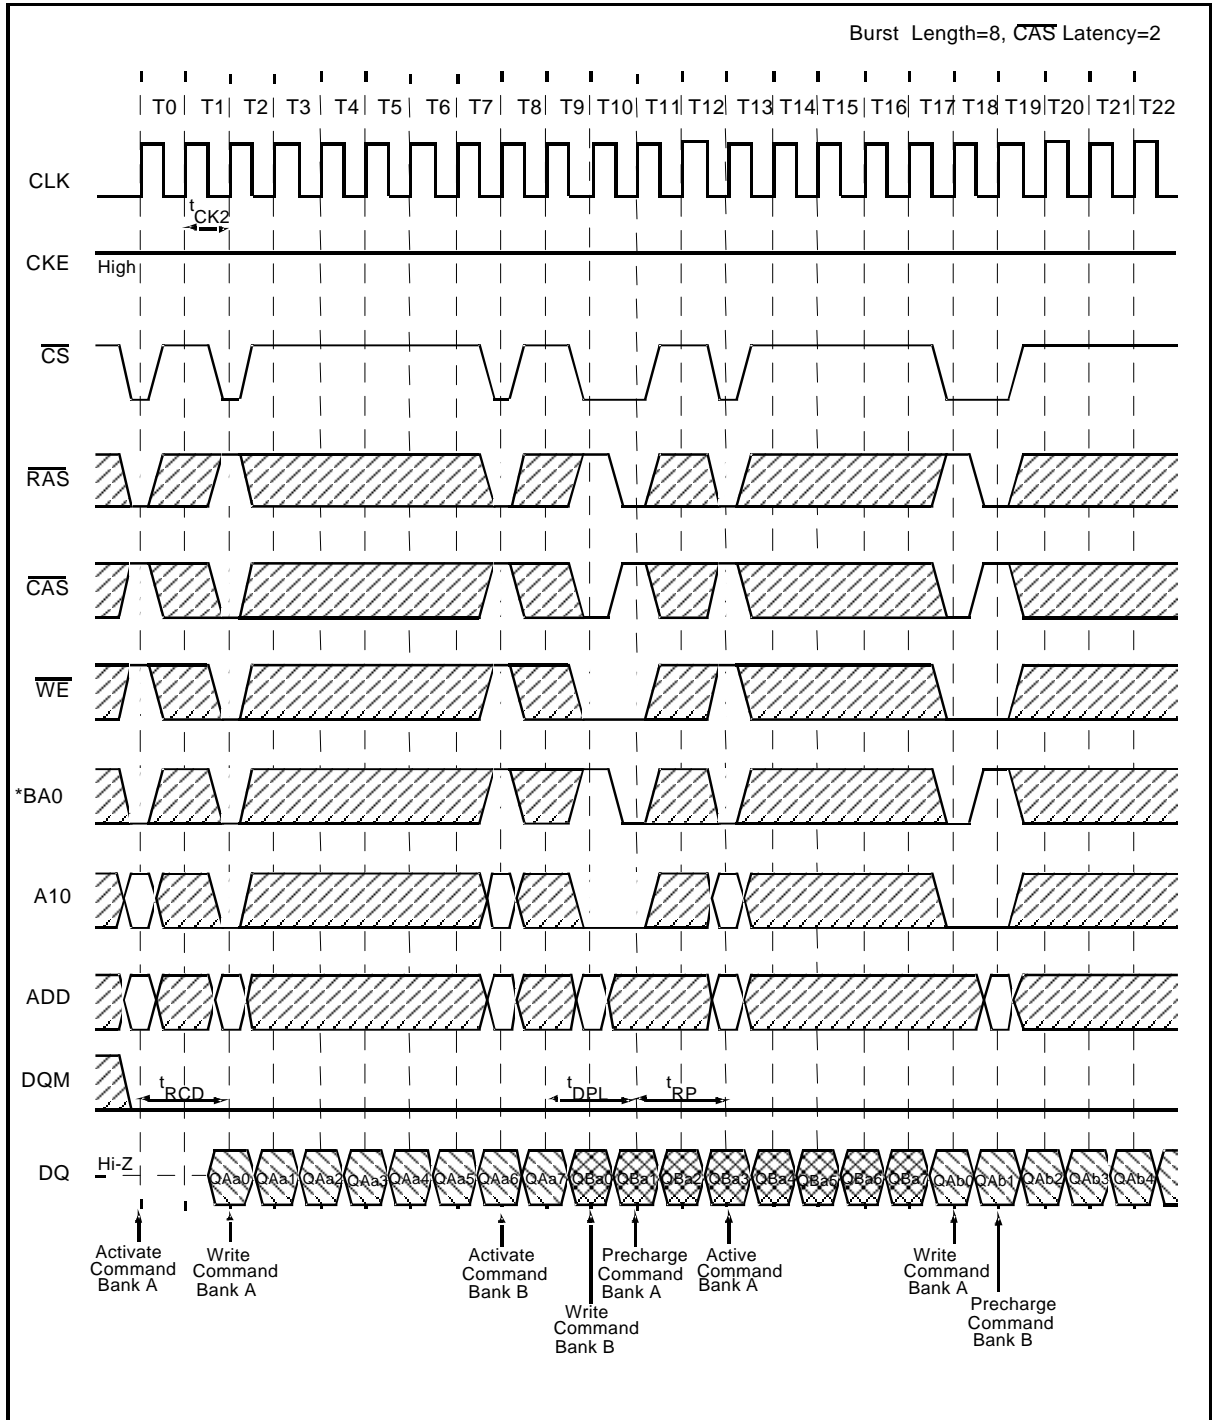 Burst Length=8, CAS Latency=2
T0 T1 T2 T3 T4 T5 T6 T7 T8 T9 T10 T11 T12 T13 T14 T15 T16 T17 T18 T19 T20 T21 T22
CLK
tCK2
CKE
High
CS
RAS
CAS
WE
*BA0
A10
ADD
DQM
tRCD tDPL tRP
DQ
Hi-Z
QAa0 QAa1 QAa2 QAa3 QAa4 QAa5 QAa6 QAa7 QBa0 QBa1 QBa2 QBa3 QBa4 QBa5 QBa6 QBa7 QAb0 QAb1 QAb2 QAb3 QAb4
Activate
Command
Bank A
Write
Command
Bank A
Activate
Command
Bank B
Write
Command
Bank B
Precharge
Command
Bank A
Active
Command
Bank A
Write
Command
Bank A
Precharge
Command
Bank B